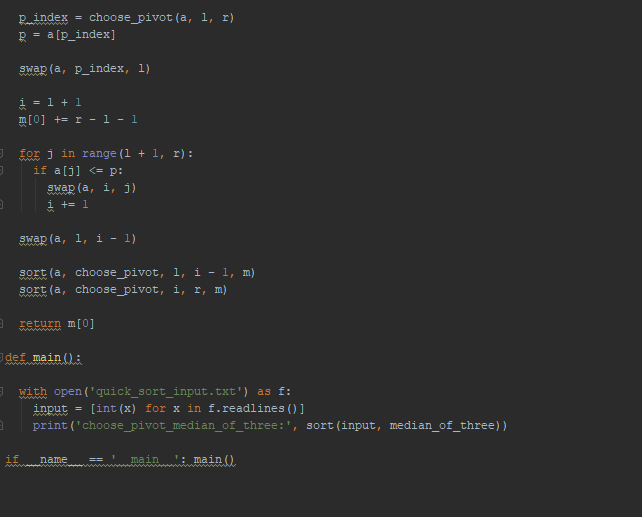 p_index = choose_pivot(a, l, r)
p = a[p_index]
swap(a, p_index, l)
i = l + 1
m[0] += r - l - 1
for j in range(l + 1, r):
if a[j] <= p:
swap(a, i, j)
i += 1
swap(a, l, i - 1)
sort(a, choose_pivot, l, i - 1, m)
sort(a, choose_pivot, i, r, m)
return m[0]
def main():
with open('quick_sort_input.txt') as f:
input = [int(x) for x in f.readlines()]
print('choose_pivot_median_of_three:', sort(input, median_of_three))
if __name__ == '__main__': main()